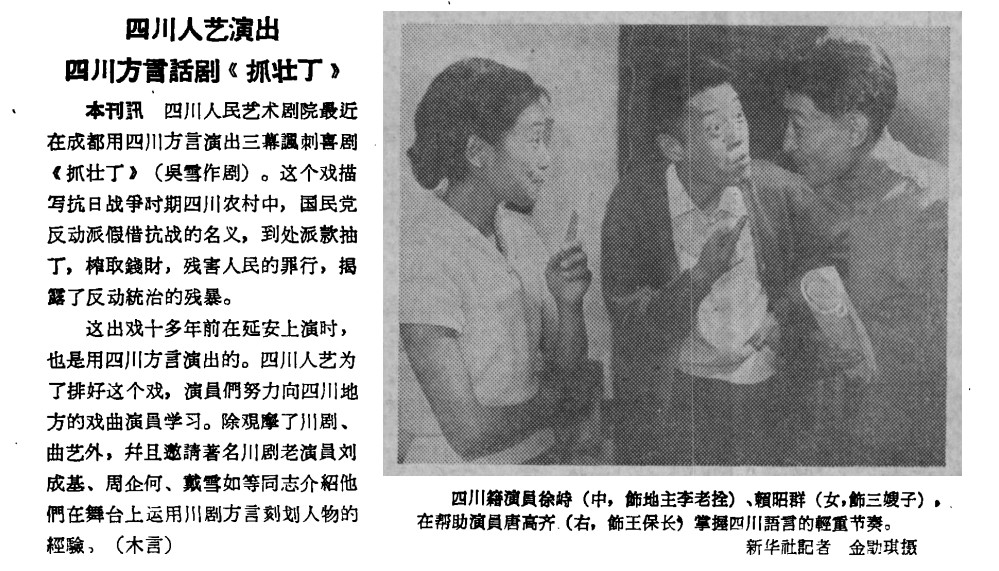 四川人艺演出
四川方言話剧《抓壮丁》
本刊訊　四川人民艺术剧院最近
在成都用四川方言演出三幕諷刺喜剧
《抓壮丁》（吳雪作剧）。这个戏描
写抗日战爭时期四川农村中，国民党
反动派假借抗战的名义，到处派款抽
丁，榨取錢財，残害人民的罪行，揭
露了反动統治的残暴。
这出戏十多年前在延安上演时，
也是用四川方言演出的。四川人艺为
了排好这个戏，演員們努力向四川地
方的戏曲演員学习。除观摩了川剧、
曲艺外，幷且邀請著名川剧老演員刘
成基、周企何、戴雪如等同志介紹他
們在舞台上运用川剧方言刻划人物的
經驗。（木言）
四川籍演員徐峙（中，飾地主李老拴）、賴昭群（女，飾三嫂子），
在帮助演員唐高齐（右，飾王保长）掌握四川語言的輕重节奏。
新华社記者　金勖琪摄